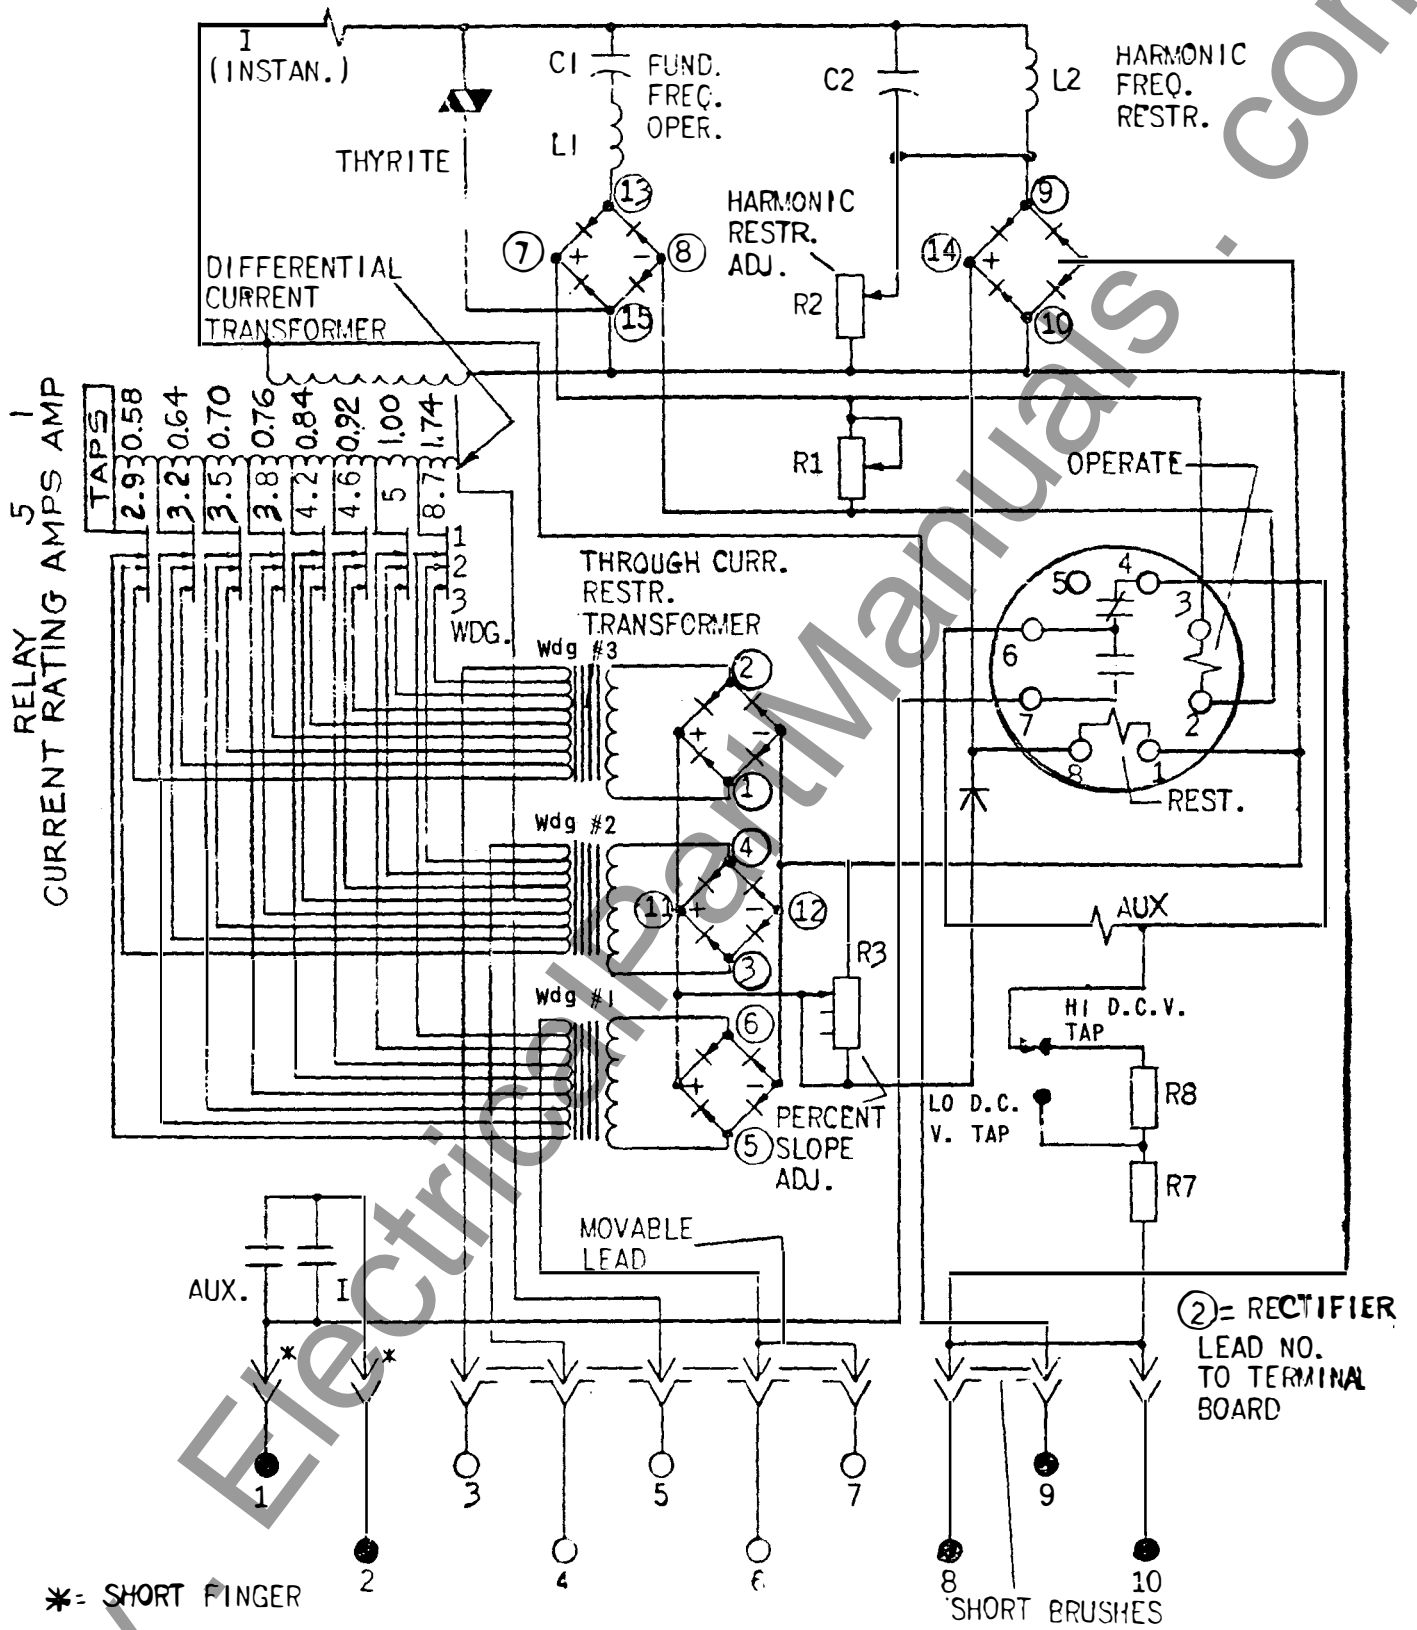 I
(INSTAN.)
C1
FUND.
FREQ.
OPER.
L1
C2
L2
HARMONIC
FREQ.
RESTR.
THYRITE
HARMONIC
RESTR.
ADJ.
13
7
+
-
8
15
9
14
+
10
R2
DIFFERENTIAL
CURRENT
TRANSFORMER
RELAY
CURRENT RATING AMPS AMP
5
1
TAPS
0.58
0.64
0.70
0.76
0.84
0.92
1.00
1.74
2.9
3.2
3.5
3.8
4.2
4.6
5
8.7
1
2
3
WDG.
R1
OPERATE
THROUGH CURR.
RESTR.
TRANSFORMER
5
4
3
6
7
2
8
1
REST.
Wdg #3
2
+
-
1
Wdg #2
4
11
+
-
12
3
AUX
R3
Wdg #1
6
+
5
HI D.C.V.
TAP
LO D.C.
V. TAP
R8
R7
PERCENT
SLOPE
ADJ.
MOVABLE
LEAD
AUX.
I
*
*
2 = RECTIFIER
LEAD NO.
TO TERMINAL
BOARD
1
3
5
7
9
2
4
6
8
10
*= SHORT FINGER
SHORT BRUSHES
. ElectricalPartManuals . com